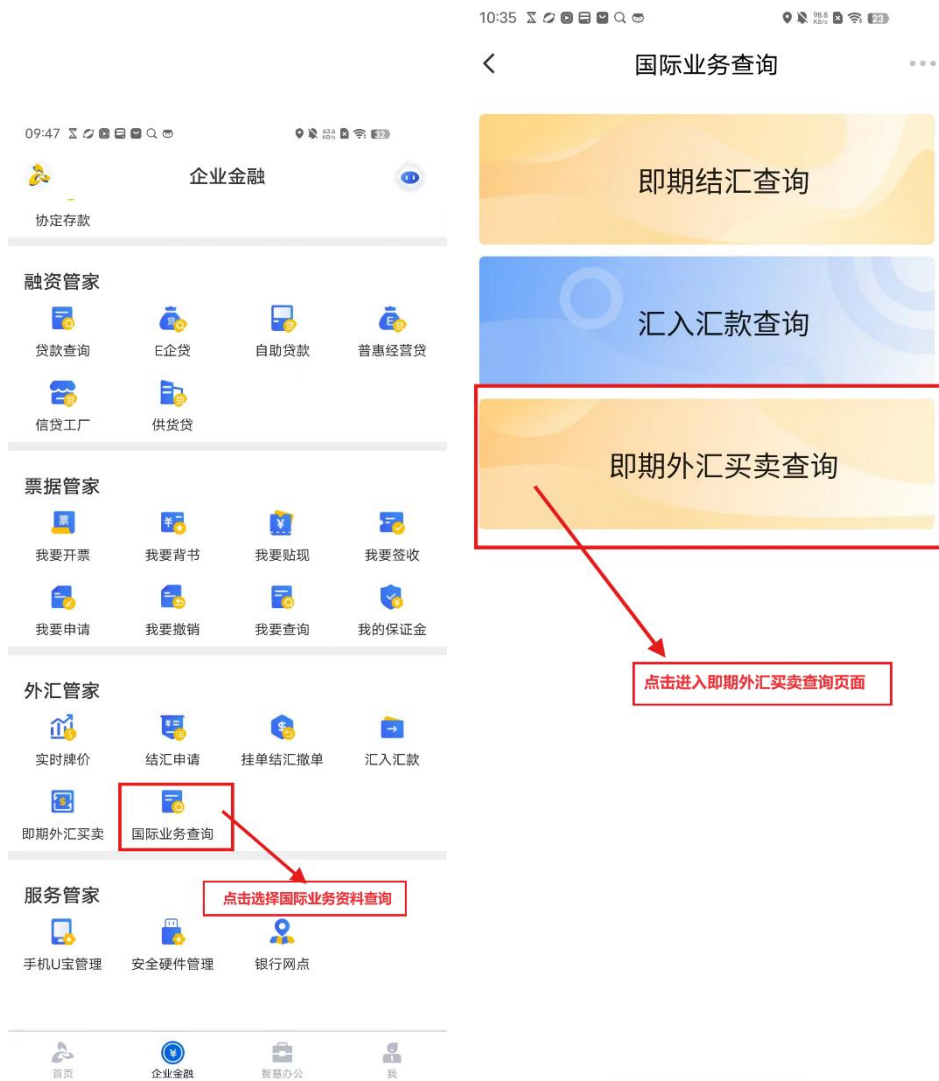 09:47
63.6 KB/s
32
企业金融
协定存款
融资管家
贷款查询 E企贷 自助贷款 普惠经营贷
信贷工厂 供货贷
票据管家
我要开票 我要背书 我要贴现 我要签收
我要申请 我要撤销 我要查询 我的保证金
外汇管家
实时牌价 结汇申请 挂单结汇撤单 汇入汇款
即期外汇买卖 国际业务查询
点击选择国际业务资料查询
服务管家
手机U宝管理 安全硬件管理 银行网点
首页 企业金融 智慧办公 我
10:35
98.8 KB/s
23
国际业务查询
即期结汇查询
汇入汇款查询
即期外汇买卖查询
点击进入即期外汇买卖查询页面